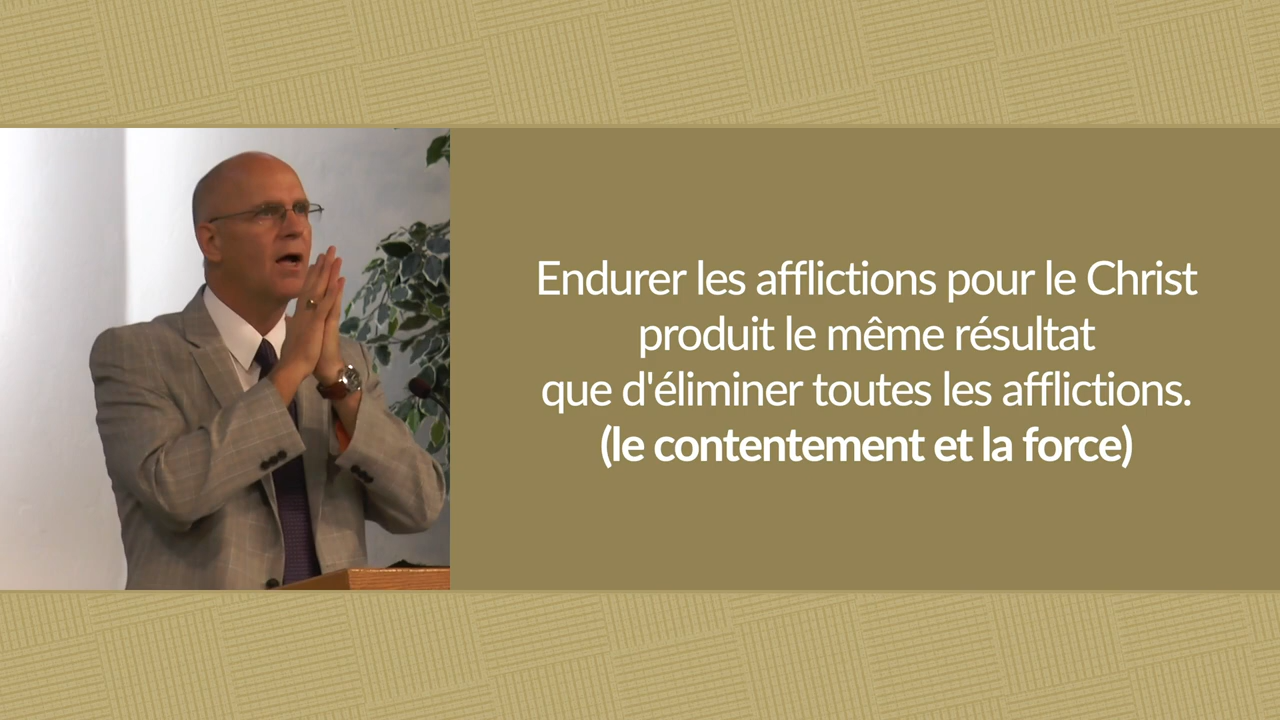 Endurer les afflictions pour le Christ
produit le même résultat
que d'éliminer toutes les afflictions.
(le contentement et la force)